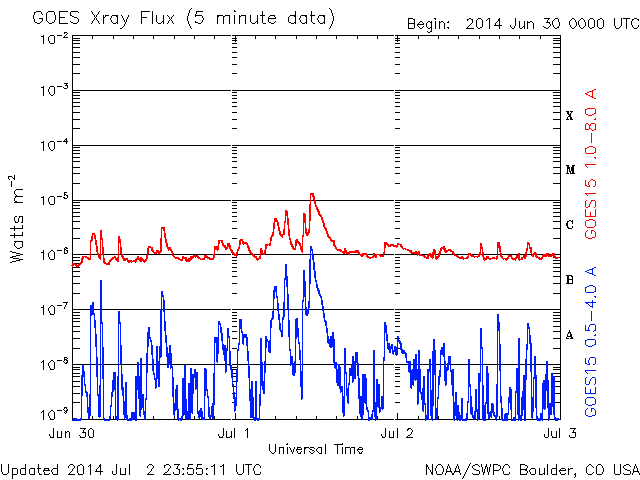 GOES Xray Flux (5 minute data)
Begin: 2014 Jun 30 0000 UTC
10⁻²
10⁻³
10⁻⁴
10⁻⁵
10⁻⁶
10⁻⁷
10⁻⁸
10⁻⁹
Watts m⁻²
X
M
C
B
A
GOES15 1.0-8.0 A
GOES15 0.5-4.0 A
Jun 30 Jul 1 Jul 2 Jul 3
Universal Time
Updated 2014 Jul 2 23:55:11 UTC
NOAA/SWPC Boulder, CO USA